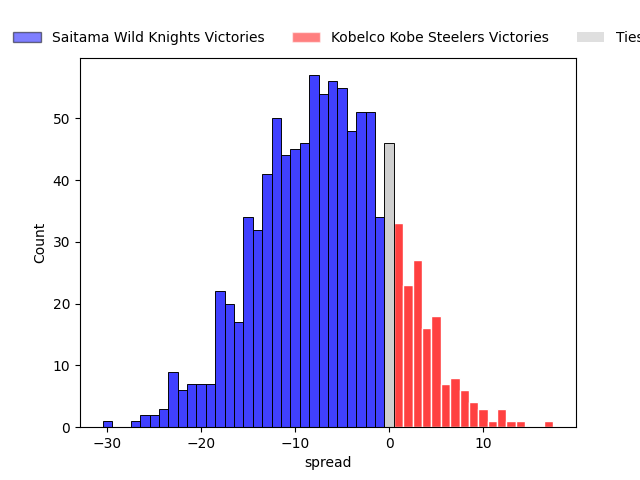 Saitama Wild Knights Victories Kobelco Kobe Steelers Victories Ties
50
40
30
20
10
0
Count
−30 −20 −10 0 10
spread